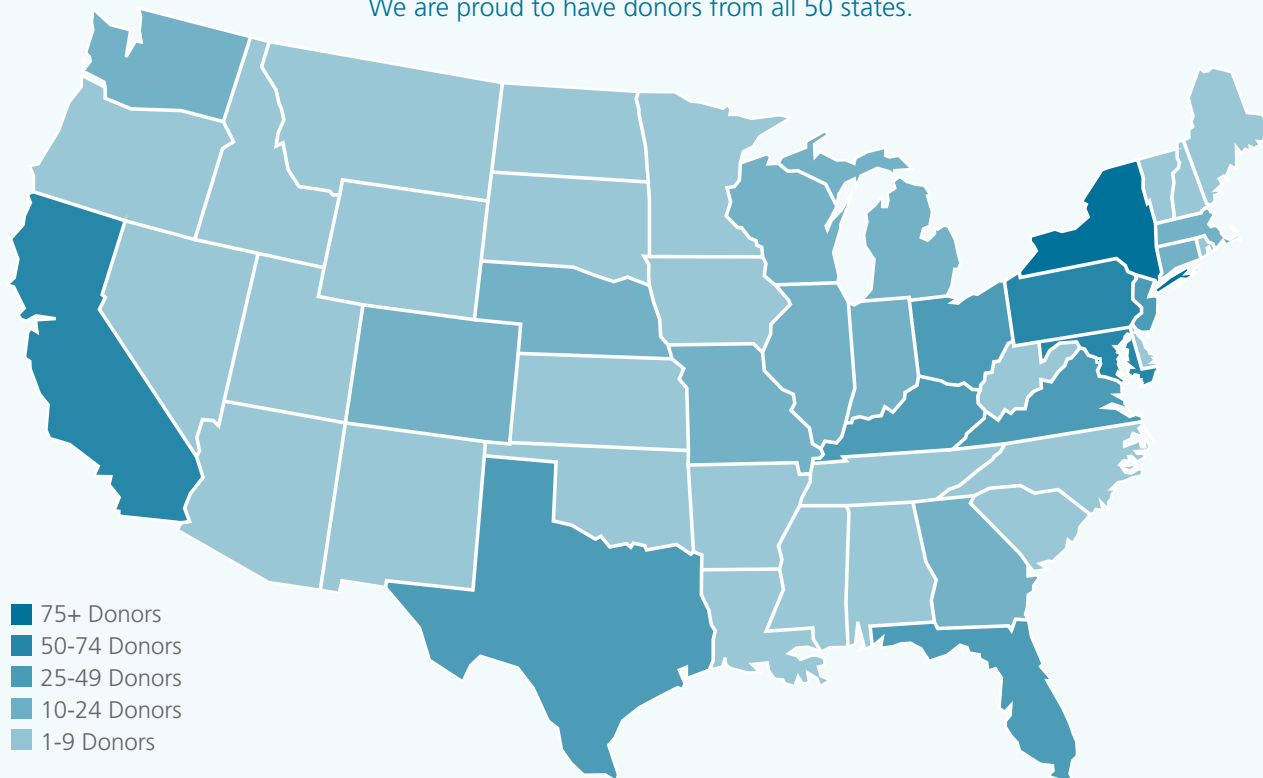 We are proud to have donors from all 50 states.
75+ Donors
50-74 Donors
25-49 Donors
10-24 Donors
1-9 Donors